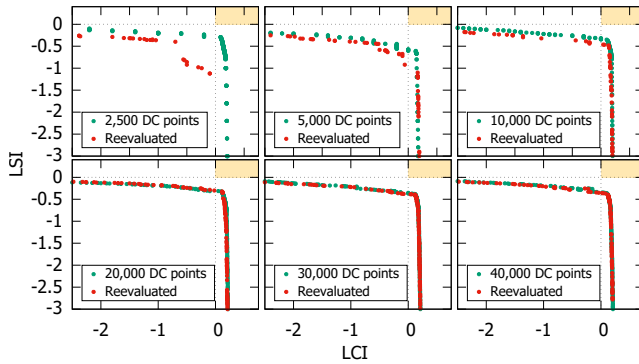 0
-0.5
-1
-1.5
-2
-2.5
-3
2,500 DC points
Reevaluated
5,000 DC points
Reevaluated
10,000 DC points
Reevaluated
LSI
0
-0.5
-1
-1.5
-2
-2.5
-3
20,000 DC points
Reevaluated
30,000 DC points
Reevaluated
40,000 DC points
Reevaluated
-2 -1 0 -2 -1 0 -2 -1 0
LCI